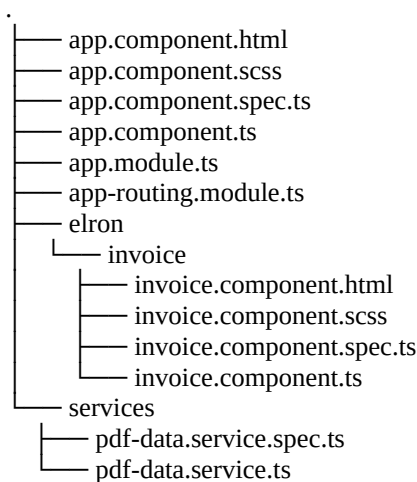 .
├── app.component.html
├── app.component.scss
├── app.component.spec.ts
├── app.component.ts
├── app.module.ts
├── app-routing.module.ts
├── elron
│   └── invoice
│       ├── invoice.component.html
│       ├── invoice.component.scss
│       ├── invoice.component.spec.ts
│       └── invoice.component.ts
└── services
    ├── pdf-data.service.spec.ts
    └── pdf-data.service.ts